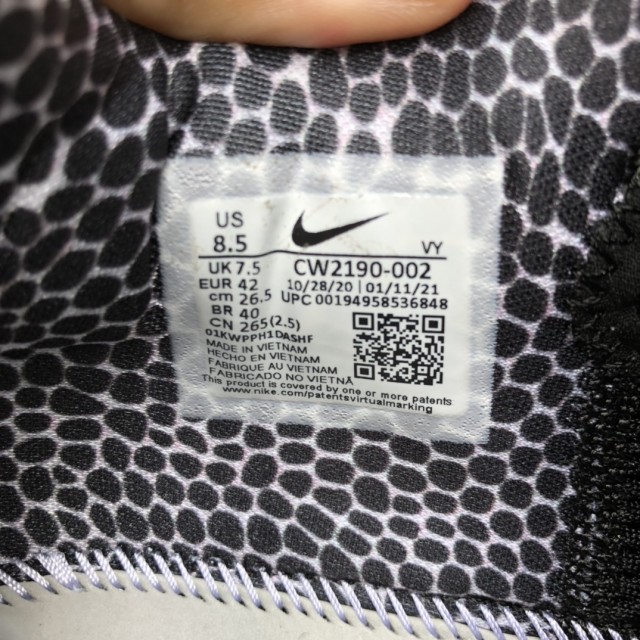 US
8.5
VY
UK 7.5
CW2190-002
EUR 42
10/28/20 | 01/11/21
cm 26.5
UPC 00194958536848
BR 40
CN 265(2.5)
01KWPPH1DASHF
MADE IN VIETNAM
HECHO EN VIETNAM
FABRIQUE AU VIETNAM
FABRICADO NO VIETNÃ
This product is covered by one or more patents
www.nike.com/patentsvirtualmarking